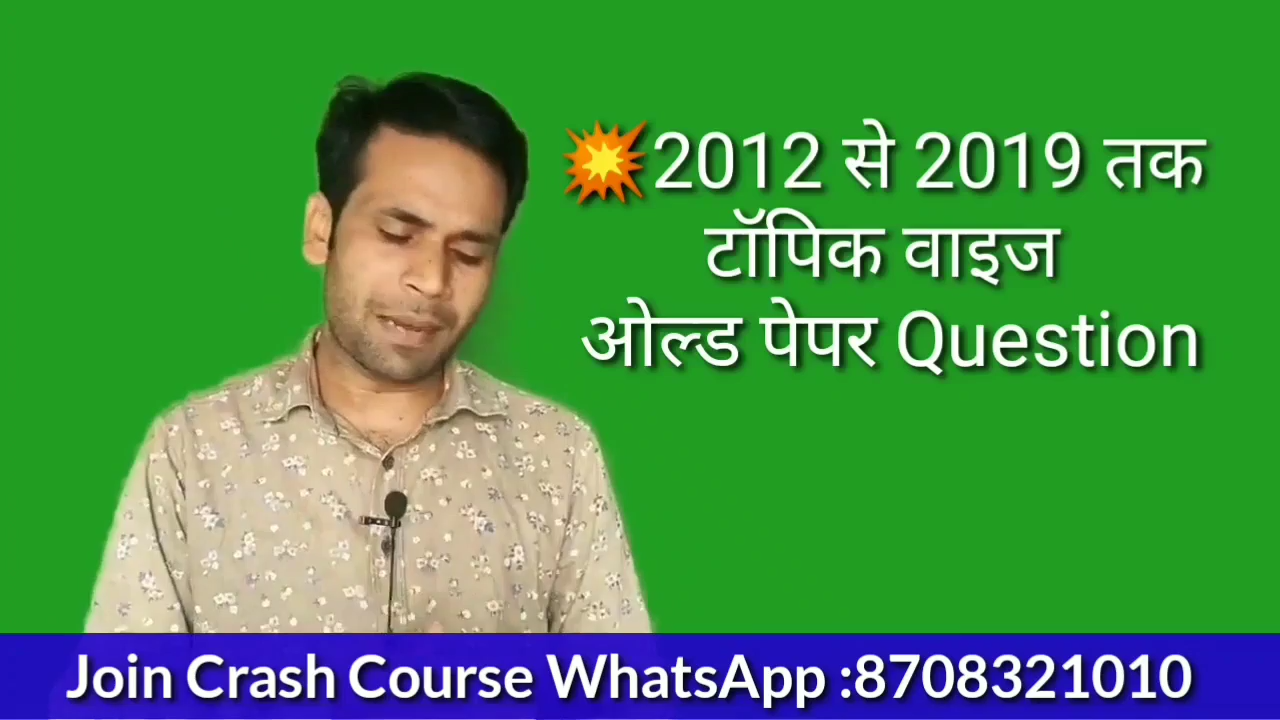 💥2012 से 2019 तक
टॉपिक वाइज
ओल्ड पेपर Question
Join Crash Course WhatsApp :8708321010